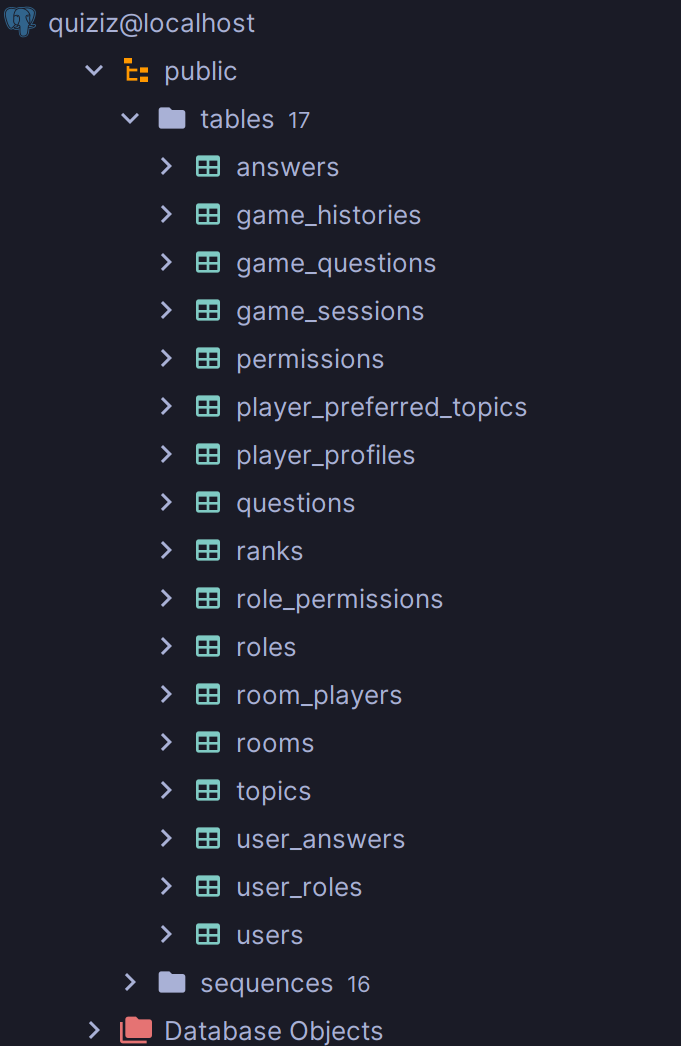 quiziz@localhost
public
tables 17
answers
game_histories
game_questions
game_sessions
permissions
player_preferred_topics
player_profiles
questions
ranks
role_permissions
roles
room_players
rooms
topics
user_answers
user_roles
users
sequences 16
Database Objects